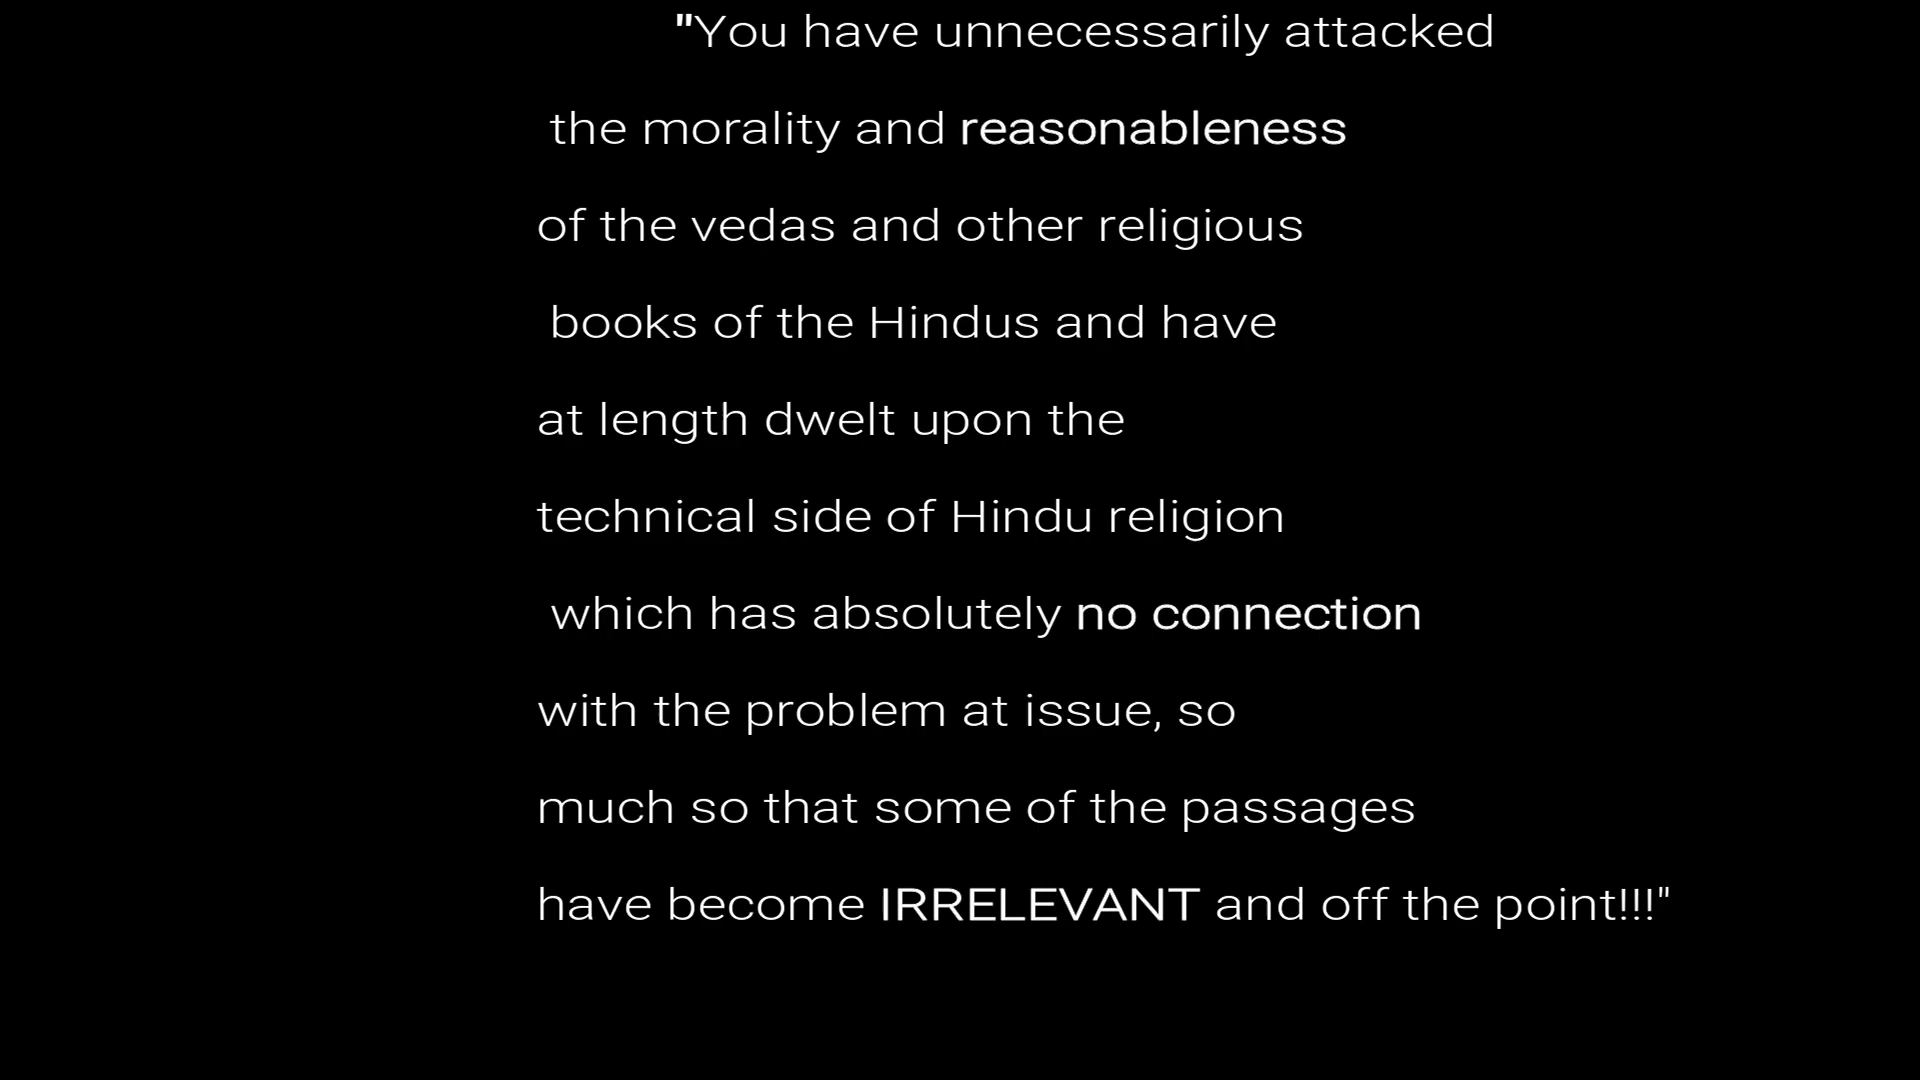 "You have unnecessarily attacked
the morality and reasonableness
of the vedas and other religious
books of the Hindus and have
at length dwelt upon the
technical side of Hindu religion
which has absolutely no connection
with the problem at issue, so
much so that some of the passages
have become IRRELEVANT and off the point!!!"